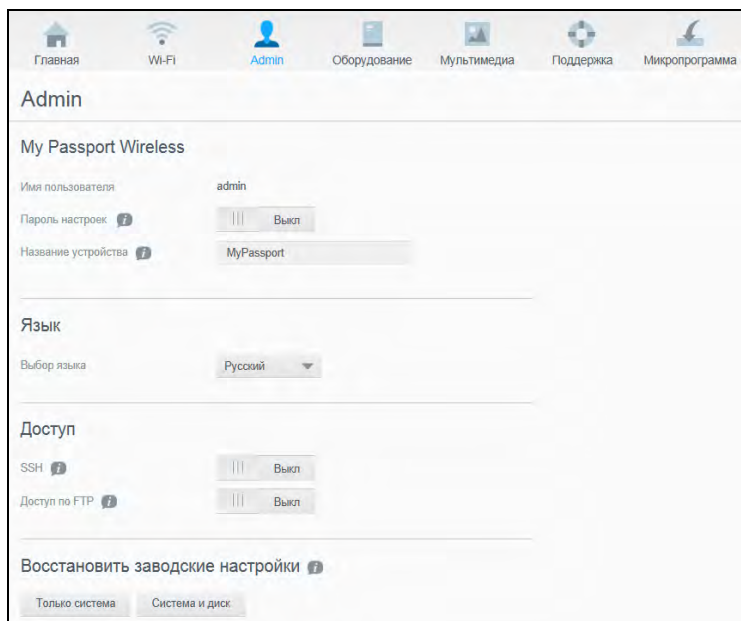 Главная Wi-Fi Admin Оборудование Мультимедиа Поддержка Микропрограмма
Admin
My Passport Wireless
Имя пользователя admin
Пароль настроек i Выкл
Название устройства i MyPassport
Язык
Выбор языка Русский
Доступ
SSH i Выкл
Доступ по FTP i Выкл
Восстановить заводские настройки i
Только система Система и диск